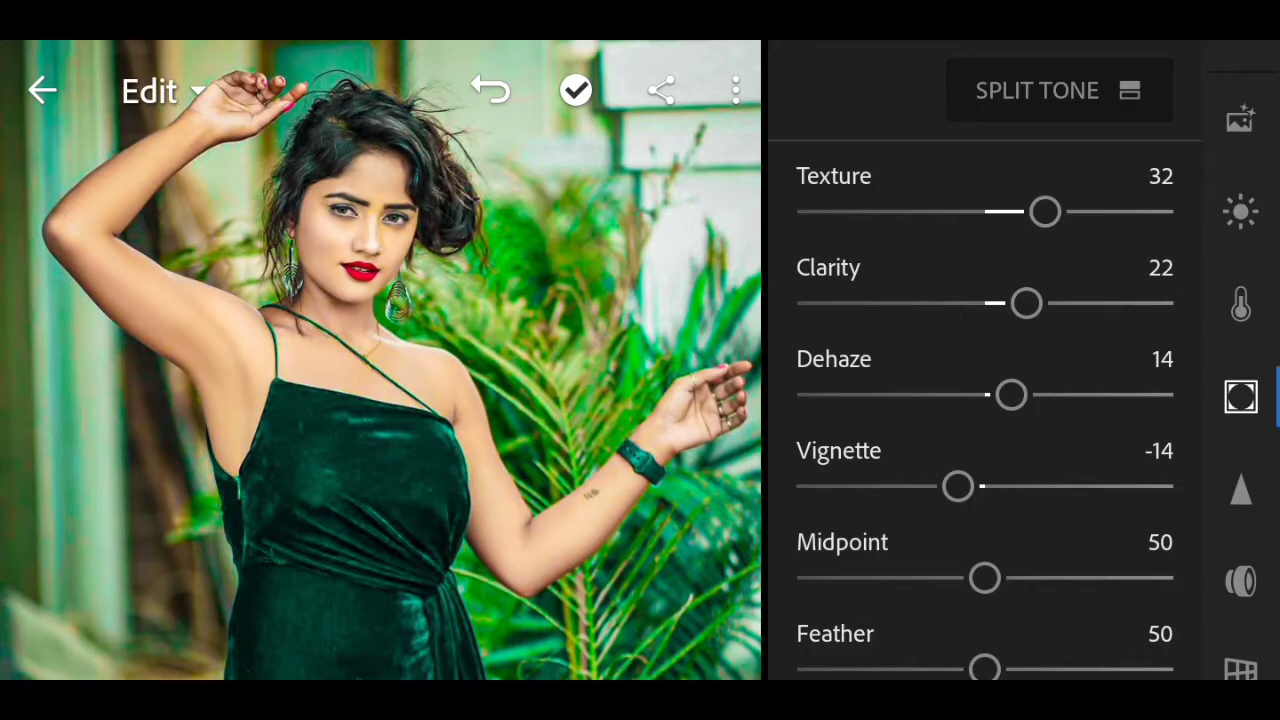 Edit
SPLIT TONE
Texture 32
Clarity 22
Dehaze 14
Vignette -14
Midpoint 50
Feather 50